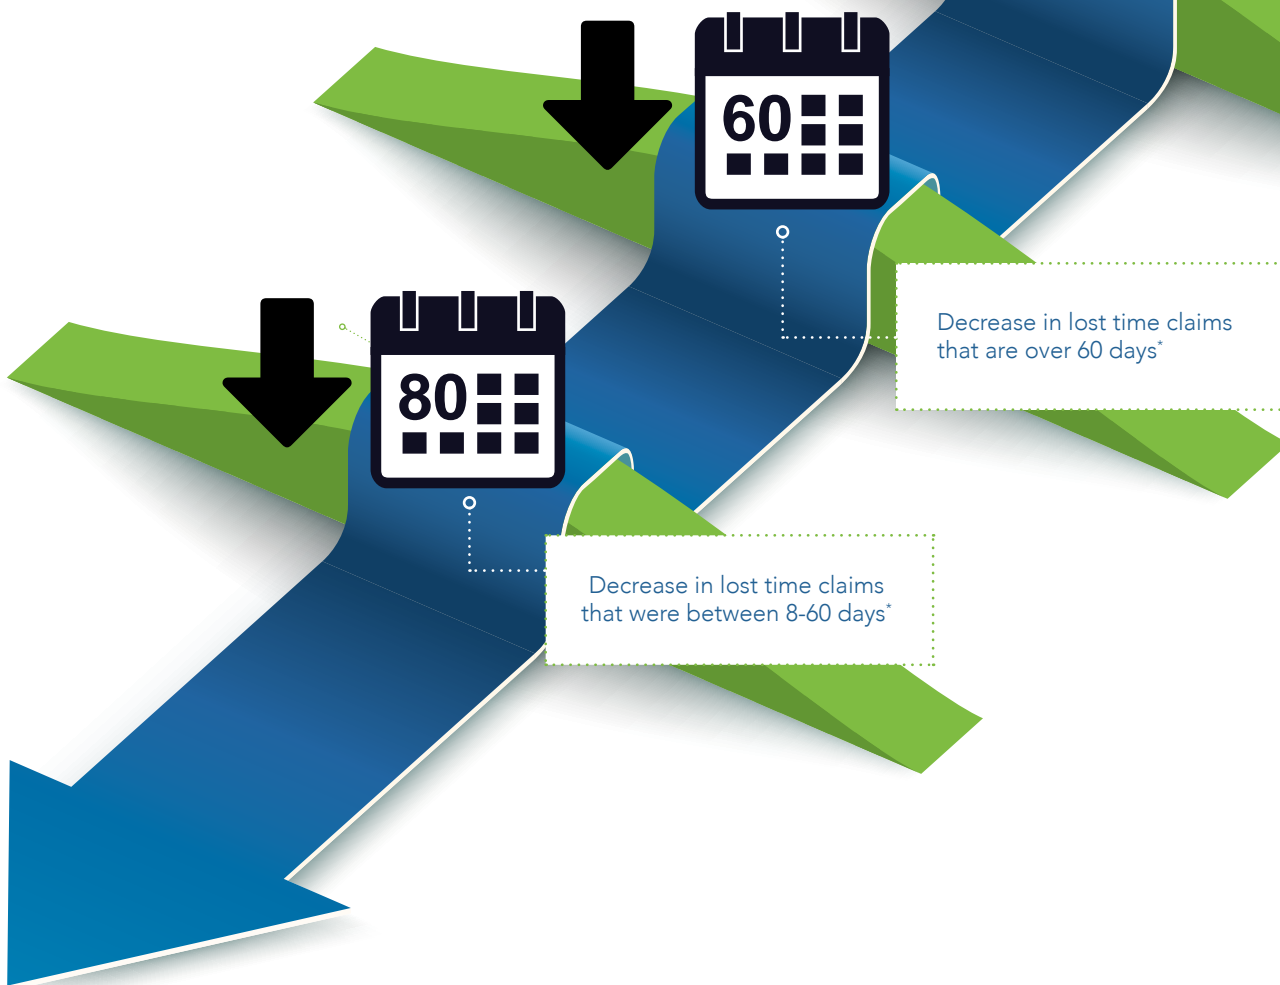 60
Decrease in lost time claims
that are over 60 days*
80
Decrease in lost time claims
that were between 8-60 days*